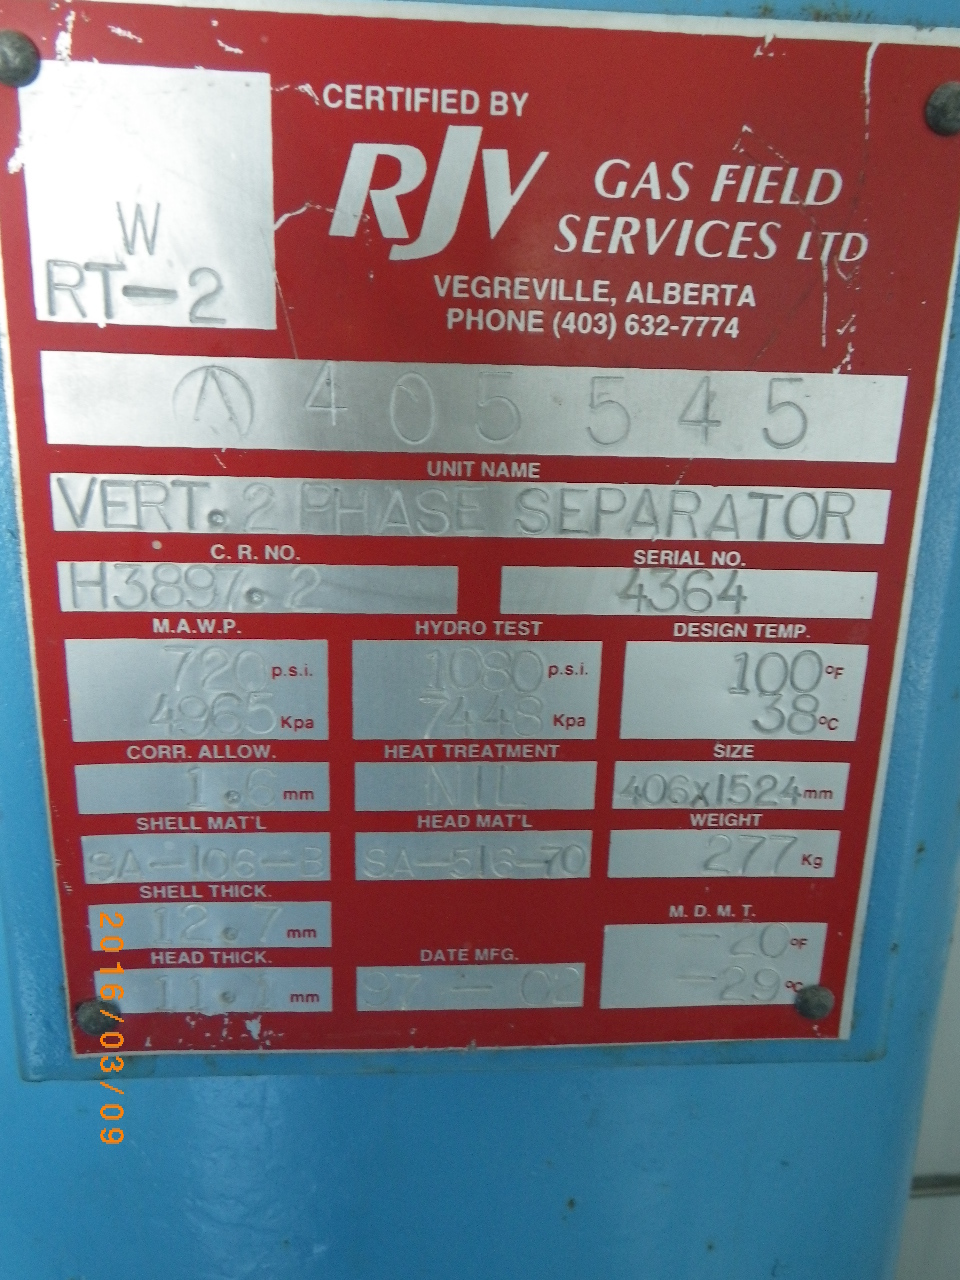 CERTIFIED BY
RJV GAS FIELD
SERVICES LTD
VEGREVILLE, ALBERTA
PHONE (403) 632-7774
W
RT-2
A 405545
UNIT NAME
VERT. 2 PHASE SEPARATOR
C. R. NO. SERIAL NO.
H3897.2 4364
M.A.W.P. HYDRO TEST DESIGN TEMP.
720 p.s.i. 1080 p.s.i. 100 °F
4965 Kpa 7448 Kpa 38 °C
CORR. ALLOW. HEAT TREATMENT SIZE
1.6 mm NIL 406x1524 mm
SHELL MAT'L HEAD MAT'L WEIGHT
SA-106-B SA-516-70 277 Kg
SHELL THICK. M. D. M. T.
12.7 mm -20 °F
HEAD THICK. DATE MFG.
11.1 mm 97-02 -29 °C
2016/03/09